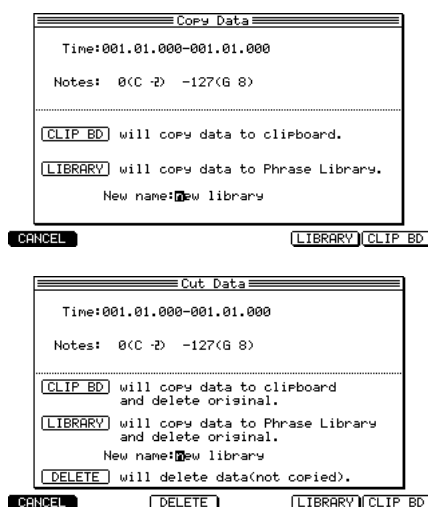 Copy Data
Time:001.01.000-001.01.000
Notes: 0(C -2) -127(G 8)
CLIP BD will copy data to clipboard.
LIBRARY will copy data to Phrase Library.
New name:New library
CANCEL LIBRARY CLIP BD
Cut Data
Time:001.01.000-001.01.000
Notes: 0(C -2) -127(G 8)
CLIP BD will copy data to clipboard
and delete original.
LIBRARY will copy data to Phrase Library
and delete original.
New name:New library
DELETE will delete data(not copied).
CANCEL DELETE LIBRARY CLIP BD